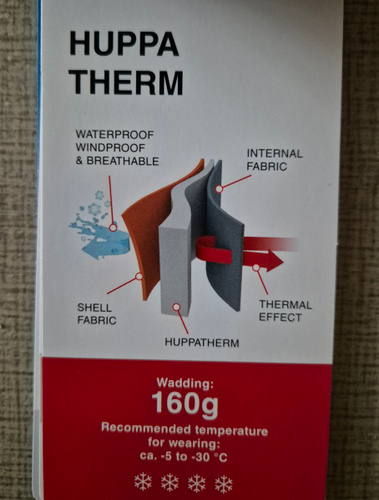 HUPPA
THERM
WATERPROOF
WINDPROOF
& BREATHABLE
INTERNAL
FABRIC
SHELL
FABRIC
THERMAL
EFFECT
HUPPATHERM
Wadding:
160g
Recommended temperature
for wearing:
ca. -5 to -30 °C